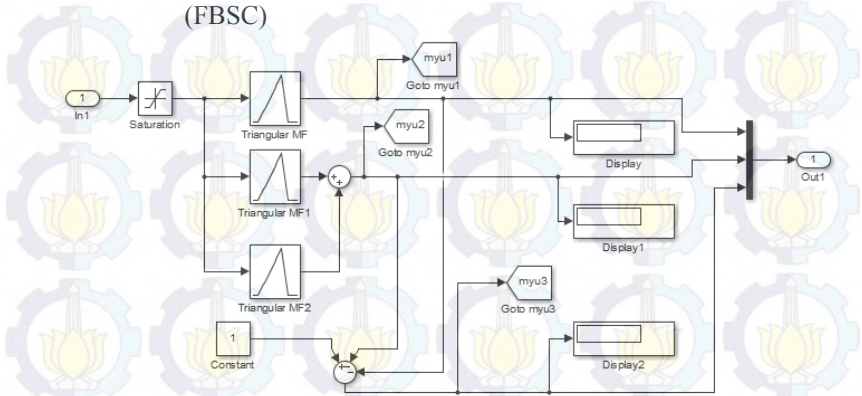 (FBSC)
myu1
Goto myu1
1
In1
Saturation
Triangular MF
myu2
Goto myu2
Display
1
Out1
Triangular MF1
Display1
Triangular MF2
myu3
Goto myu3
1
Constant
Display2